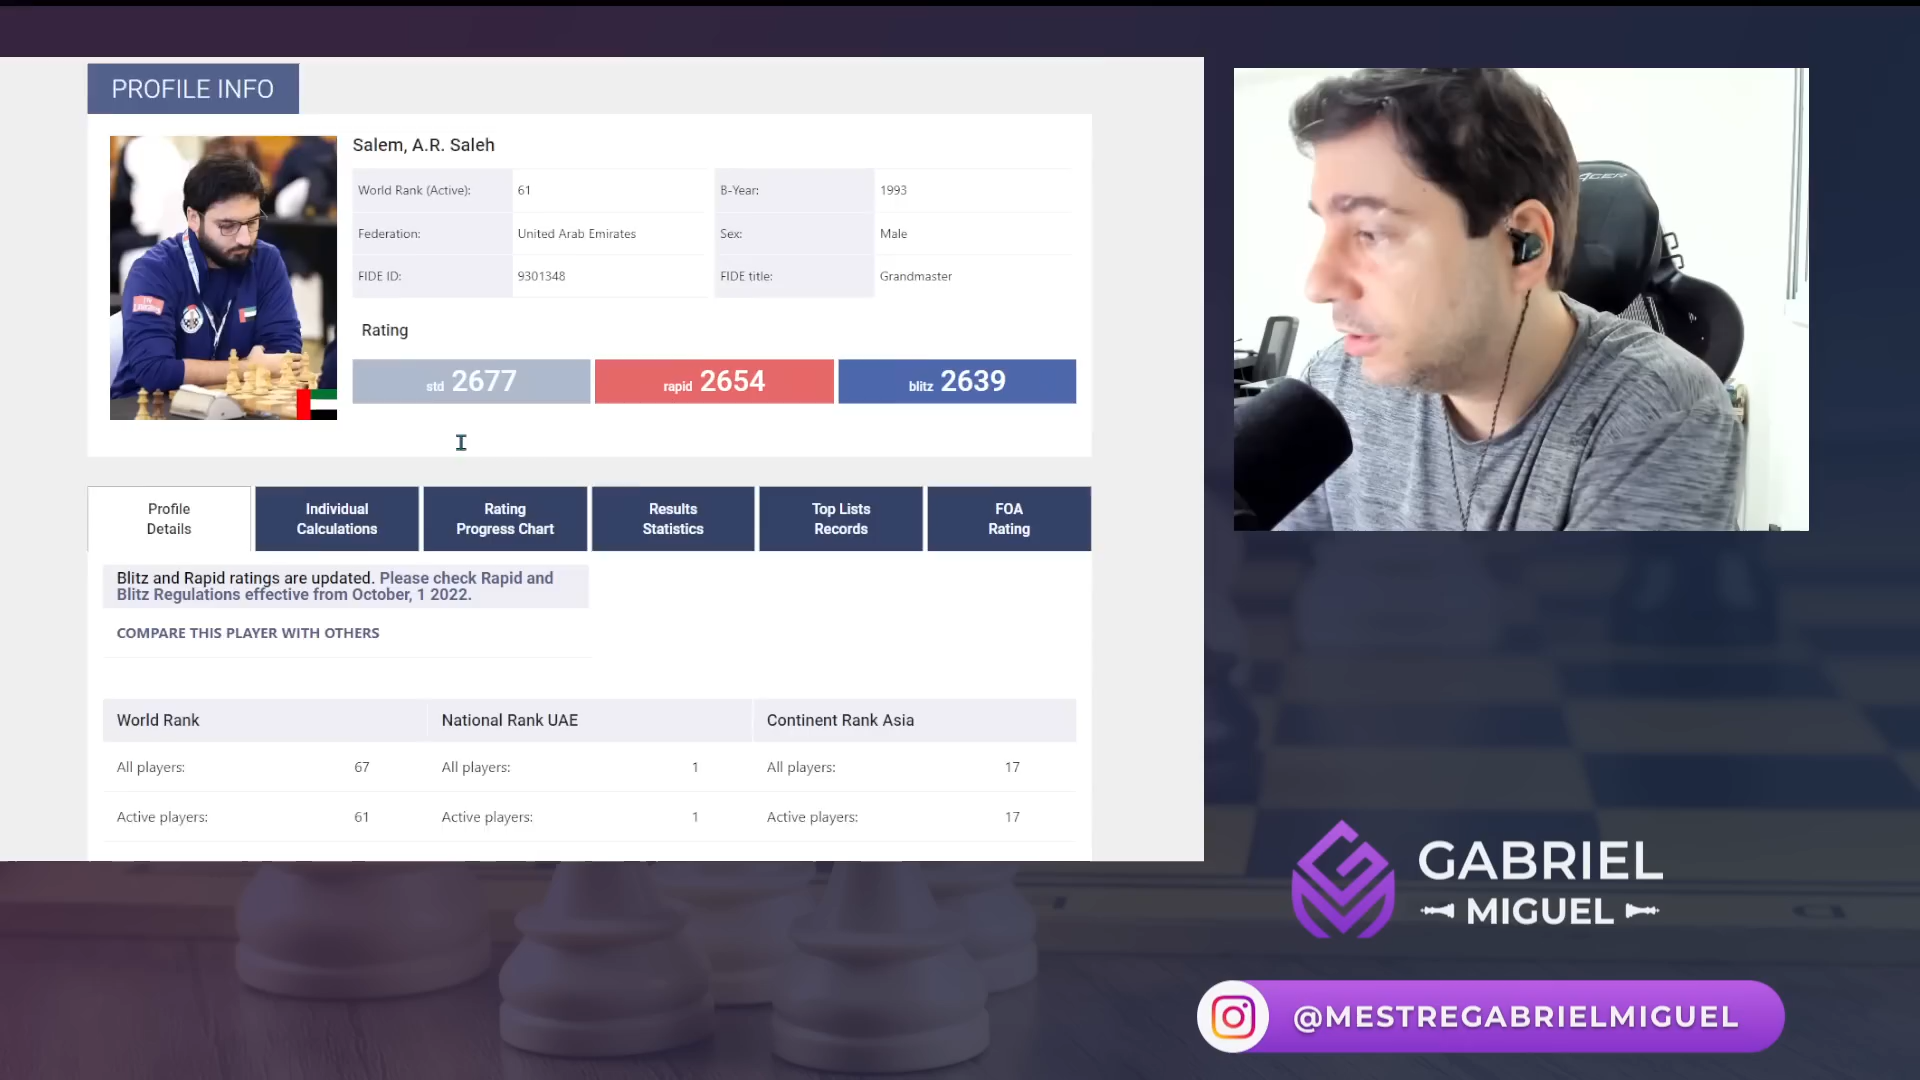 PROFILE INFO
Salem, A.R. Saleh
World Rank (Active): 61 B-Year: 1993
Federation: United Arab Emirates Sex: Male
FIDE ID: 9301348 FIDE title: Grandmaster
Rating
std 2677 rapid 2654 blitz 2639
Profile Details
Individual Calculations
Rating Progress Chart
Results Statistics
Top Lists Records
FOA Rating
Blitz and Rapid ratings are updated. Please check Rapid and
Blitz Regulations effective from October, 1 2022.
COMPARE THIS PLAYER WITH OTHERS
World Rank National Rank UAE Continent Rank Asia
All players: 67 All players: 1 All players: 17
Active players: 61 Active players: 1 Active players: 17
GABRIEL
MIGUEL
@MESTREGABRIELMIGUEL